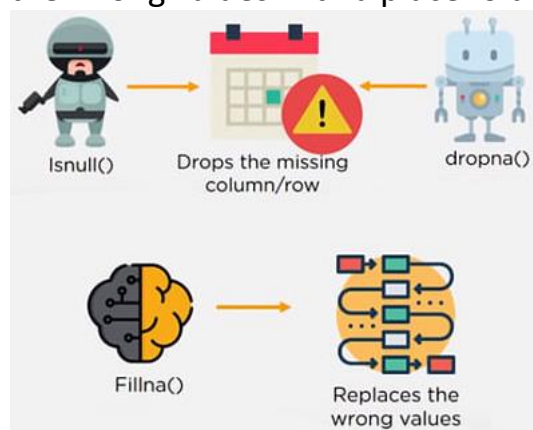 Isnull()
Drops the missing
column/row
dropna()
Fillna()
Replaces the
wrong values